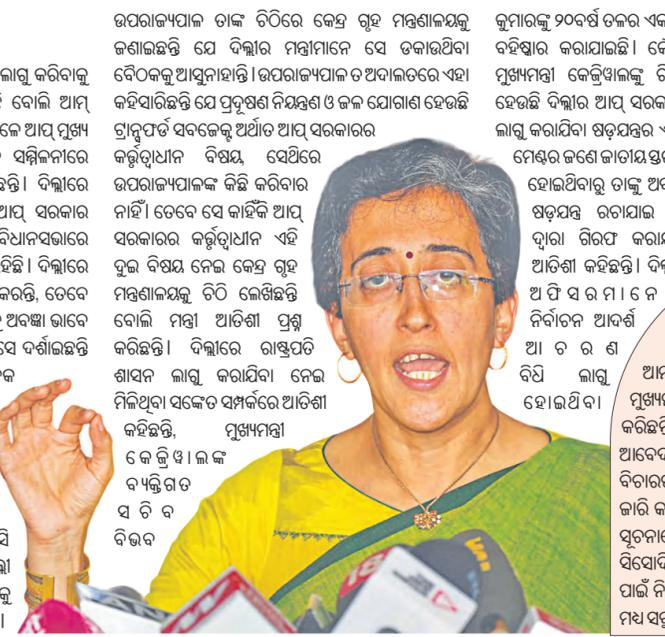 ଲାଗୁ କରିବାକୁ
ବୋଲି ଆମ୍
ଳେ ଆପ୍ ମୁଖ୍ୟ
ସମ୍ମିଳନୀରେ
ଛନ୍ତି। ଦିଲ୍ଲୀରେ
ଆପ୍ ସରକାର
ବିଧାନସଭାରେ
ହିଛି। ଦିଲ୍ଲୀରେ
କରନ୍ତି, ତେବେ
ଅବଜ୍ଞା ଭାବେ
ସେ ଦର୍ଶାଇଛନ୍ତି
କ
ସି
ଲ୍ଲୀ
କୁ
।
ଉପରାଜ୍ୟପାଳ ତାଙ୍କ ଚିଠିରେ କେନ୍ଦ୍ର ଗୃହ ମନ୍ତ୍ରଣାଳୟକୁ
ଜଣାଇଛନ୍ତି ଯେ ଦିଲ୍ଲୀର ମନ୍ତ୍ରୀମାନେ ସେ ଡକାଉଥିବା
ବୈଠକକୁ ଆସୁନାହାନ୍ତି। ଉପରାଜ୍ୟପାଳ ତ ଅଦାଲତରେ ଏହା
କହିସାରିଛନ୍ତି ଯେ ପ୍ରଦୂଷଣ ନିୟନ୍ତ୍ରଣ ଓ ଜଳ ଯୋଗାଣ ହେଉଛି
ଟ୍ରାନ୍ସଫର୍ଡ ସବଜେକ୍ଟ ଅର୍ଥାତ ଆପ୍ ସରକାରର
କର୍ତ୍ତୃତ୍ୱାଧୀନ ବିଷୟ, ସେଥିରେ
ଉପରାଜ୍ୟପାଳଙ୍କ କିଛି କରିବାର
ନାହିଁ। ତେବେ ସେ କାହିଁକି ଆପ୍
ସରକାରର କର୍ତ୍ତୃତ୍ୱାଧୀନ ଏହି
ଦୁଇ ବିଷୟ ନେଇ କେନ୍ଦ୍ର ଗୃହ
ମନ୍ତ୍ରଣାଳୟକୁ ଚିଠି ଲେଖିଛନ୍ତି
ବୋଲି ମନ୍ତ୍ରୀ ଆତିଶୀ ପ୍ରଶ୍ନ
କରିଛନ୍ତି। ଦିଲ୍ଲୀରେ ରାଷ୍ଟ୍ରପତି
ଶାସନ ଲାଗୁ କରାଯିବା ନେଇ
ମିଳିଥିବା ସଙ୍କେତ ସମ୍ପର୍କରେ ଆତିଶୀ
କହିଛନ୍ତି, ମୁଖ୍ୟମନ୍ତ୍ରୀ
କେଜ୍ରିୱାଲଙ୍କ
ବ୍ୟକ୍ତିଗତ
ସଚିବ
ବିଭବ
କୁମାରଙ୍କୁ ୨୦ବର୍ଷ ତଳର ଏକ
ବହିଷ୍କାର କରାଯାଇଛି। କୌ
ମୁଖ୍ୟମନ୍ତ୍ରୀ କେଜ୍ରିୱାଲଙ୍କୁ ଗି
ହେଉଛି ଦିଲ୍ଲୀର ଆପ୍ ସରକା
ଲାଗୁ କରାଯିବା ଷଡ଼ଯନ୍ତ୍ରର ଏ
ମେଣ୍ଟର ଜଣେ ଜାତୀୟସ୍ତର
ହୋଇଥିବାରୁ ତାଙ୍କୁ ଅବ
ଷଡ଼ଯନ୍ତ୍ର ରଚାଯାଇ
ଦ୍ୱାରା ଗିରଫ କରାଯ
ଆତିଶୀ କହିଛନ୍ତି। ଦିଲ୍
ଅଫିସରମାନେ
ନିର୍ବାଚନ ଆଦର୍ଶ
ଆଚରଣ
ବିଧି ଲାଗୁ
ହୋଇଥିବା
ଆମ
ମୁଖ୍ୟମ
କରିଛନ୍ତି
ଆବେଦ
ବିଚାରପ
ଜାରି କ
ସୂଚନାଯ
ସିସୋଦି
ପାଇଁ ନି
ମଧ୍ୟ ସବୁ